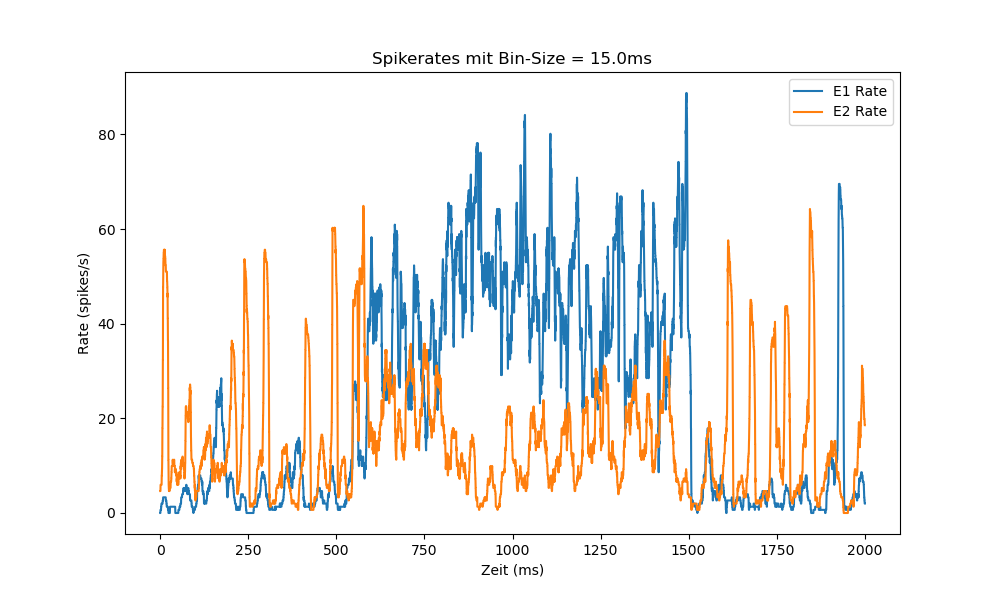 Spikerates mit Bin-Size = 15.0ms
E1 Rate
E2 Rate
Rate (spikes/s)
80
60
40
20
0
0 250 500 750 1000 1250 1500 1750 2000
Zeit (ms)